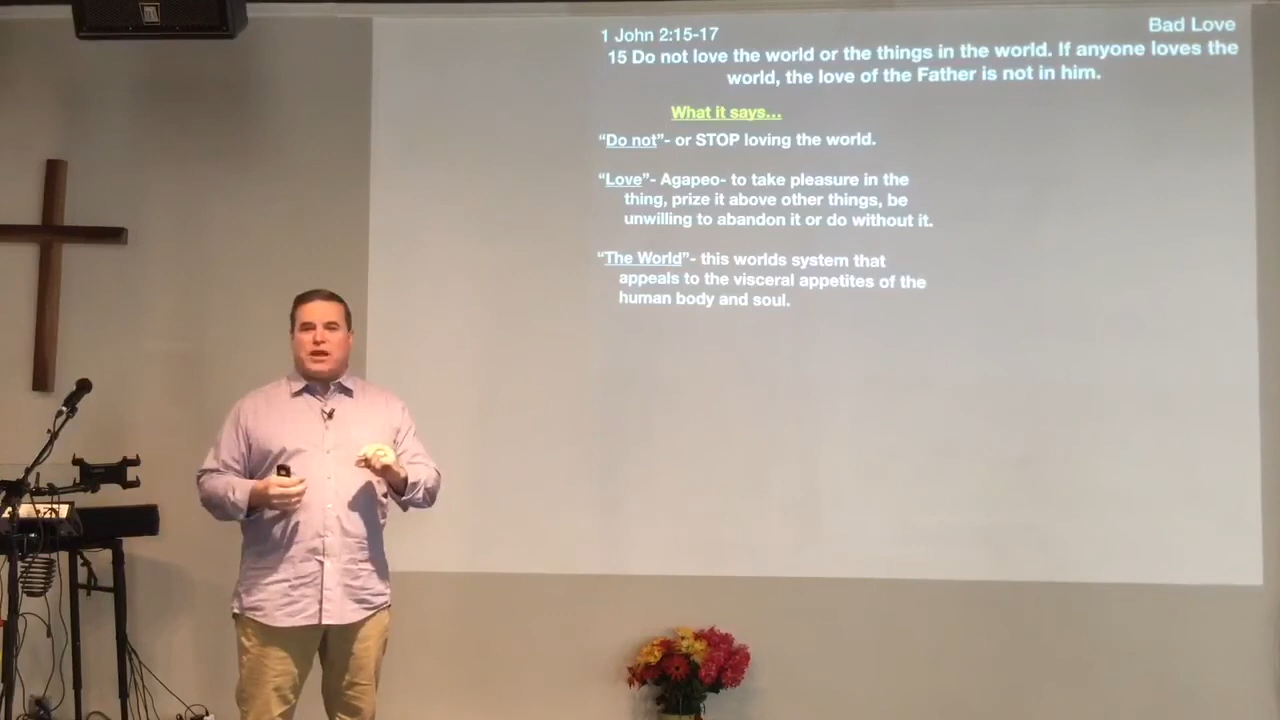 1 John 2:15-17
Bad Love
15 Do not love the world or the things in the world. If anyone loves the
world, the love of the Father is not in him.
What it says...
“Do not”- or STOP loving the world.
“Love”- Agapeo- to take pleasure in the
thing, prize it above other things, be
unwilling to abandon it or do without it.
“The World”- this worlds system that
appeals to the visceral appetites of the
human body and soul.